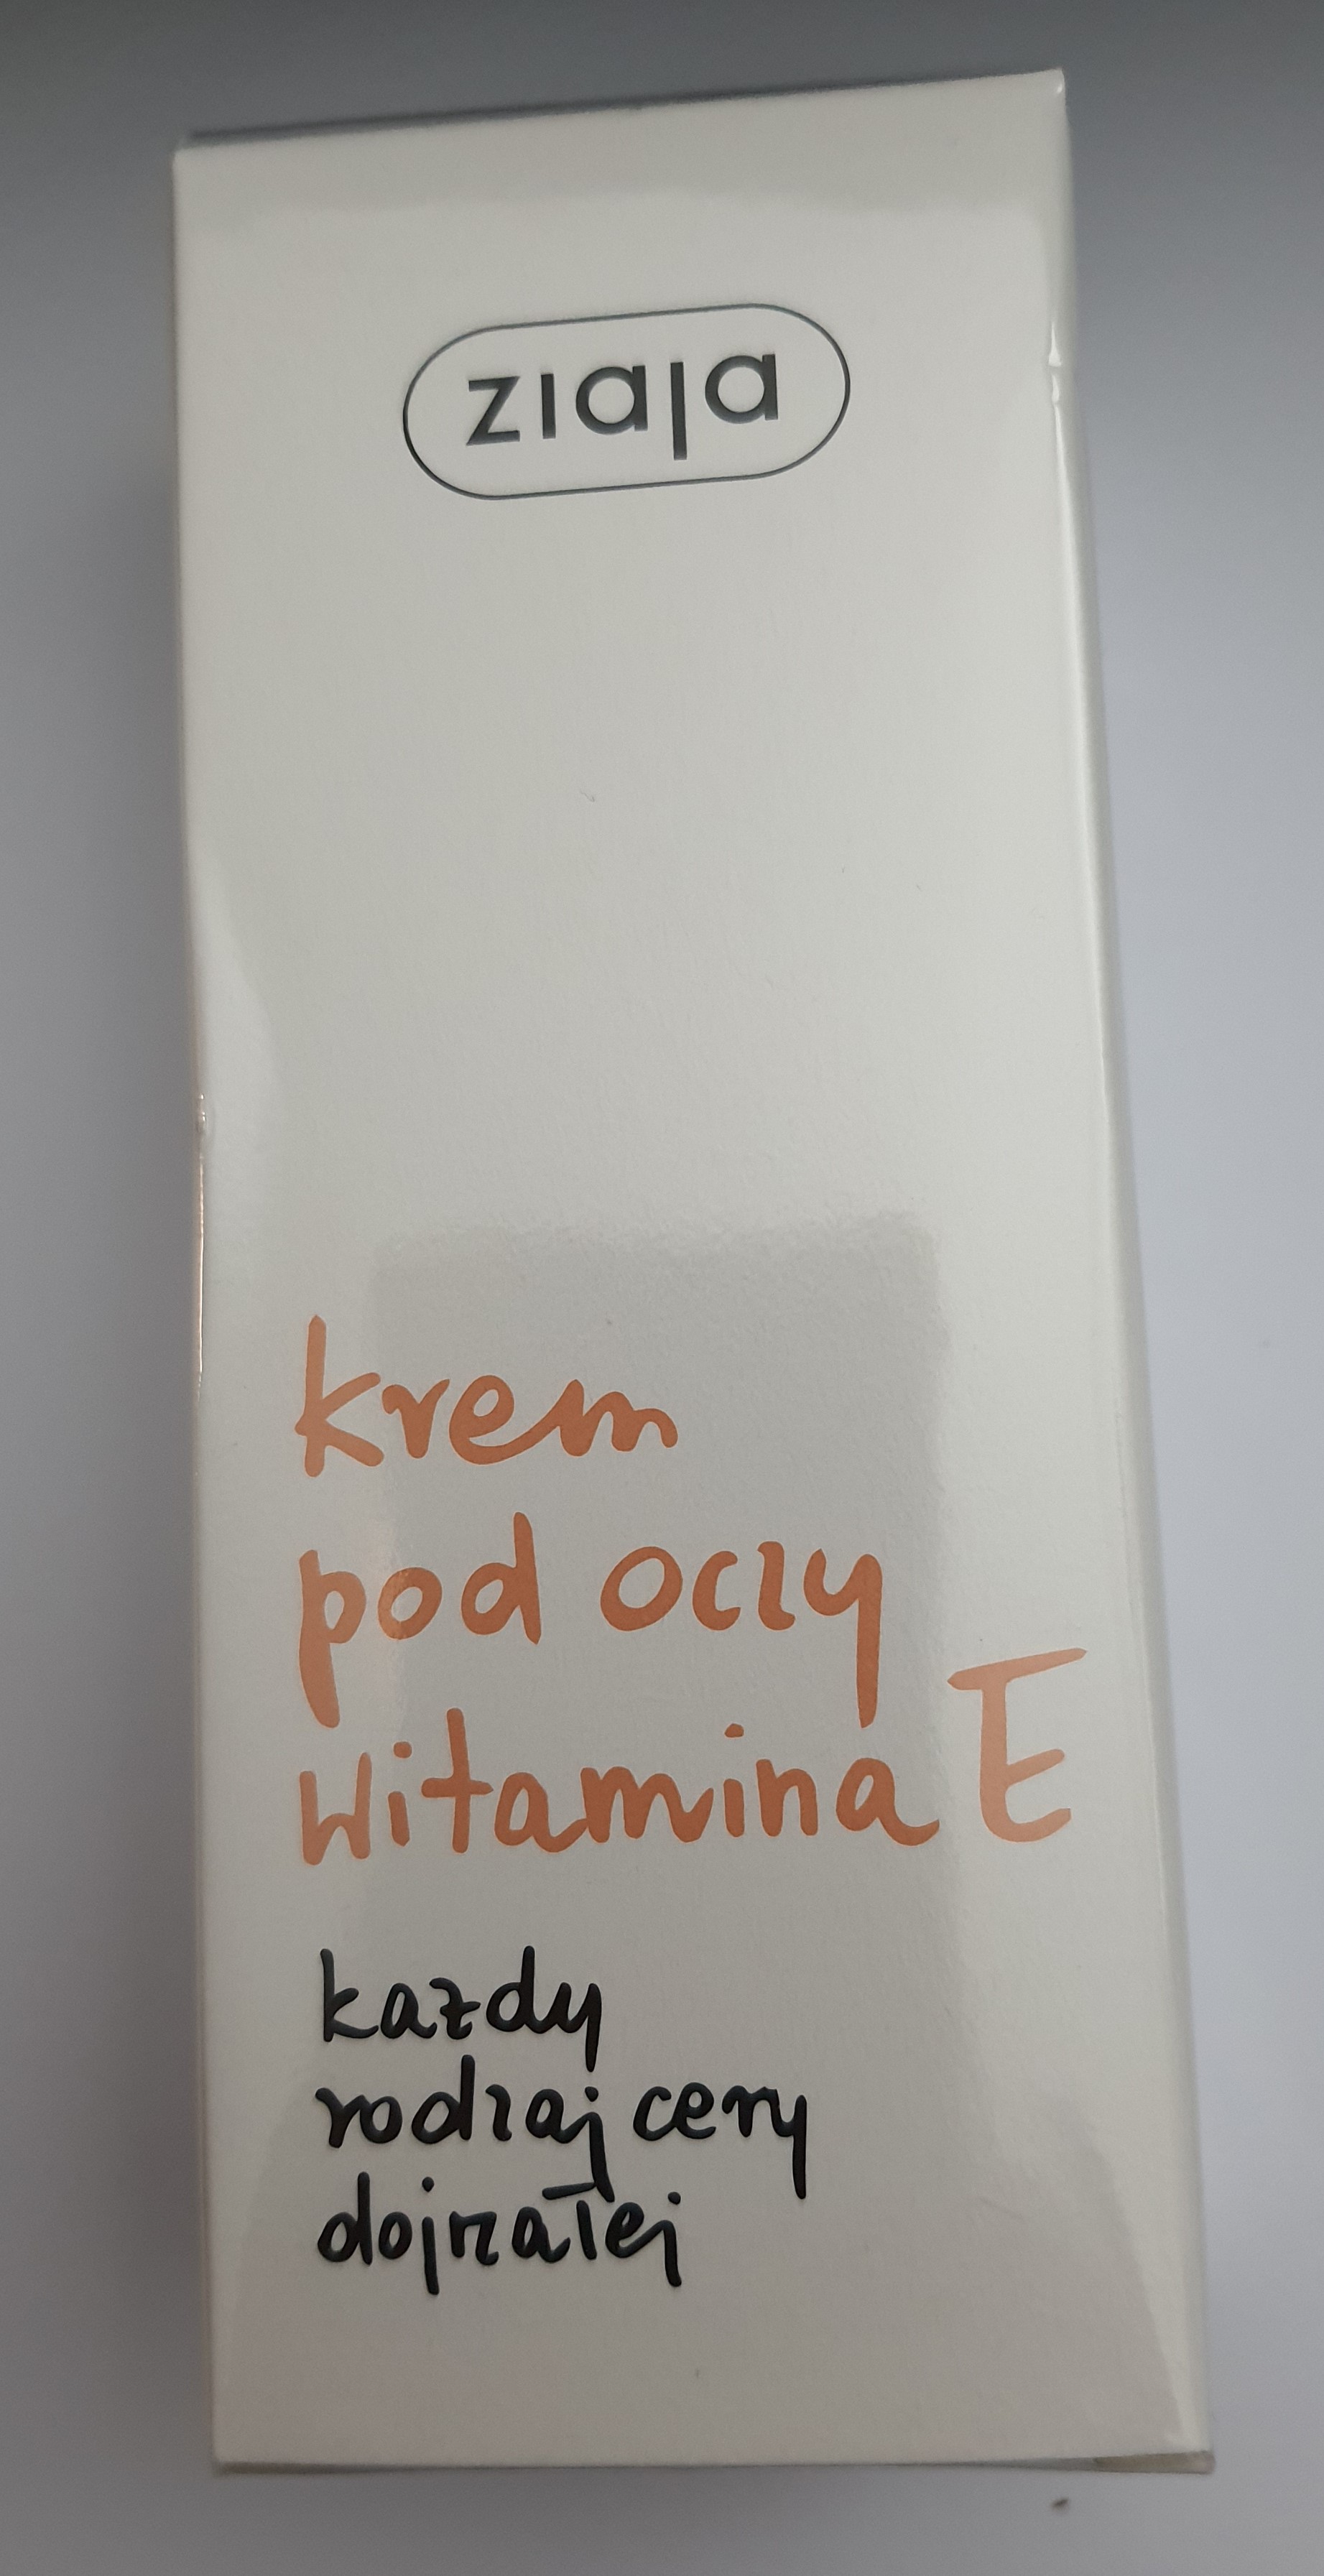 ziaja
krem
pod oczy
witamina E
każdy
rodzaj cery
dojrzałej